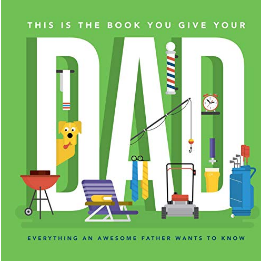 THIS IS THE BOOK YOU GIVE YOUR
DAD
EVERYTHING AN AWESOME FATHER WANTS TO KNOW